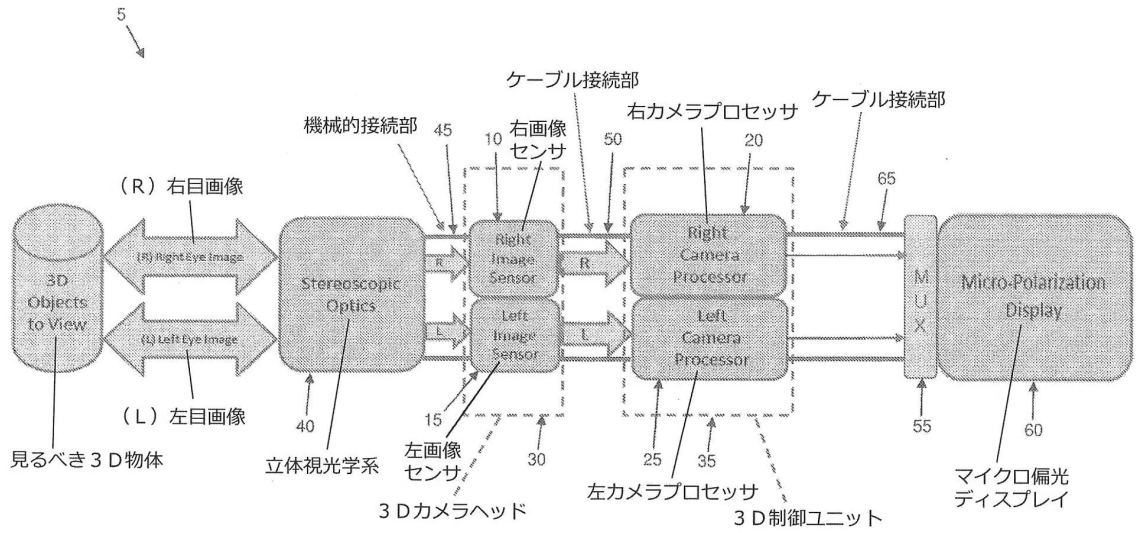 5
ケーブル接続部
機械的接続部
45
10
右画像
センサ
50
右カメラプロセッサ
20
ケーブル接続部
65
（Ｒ）右目画像
3D
Objects
to View
(R) Right Eye Image
(L) Left Eye Image
Stereoscopic
Optics
R
L
Right
Image
Sensor
Left
Image
Sensor
R
L
Right
Camera
Processor
Left
Camera
Processor
MUX
Micro-Polarization
Display
（Ｌ）左目画像
見るべき３Ｄ物体
40
立体視光学系
15
左画像
センサ
30
３Ｄカメラヘッド
25
左カメラプロセッサ
35
３Ｄ制御ユニット
55
60
マイクロ偏光
ディスプレイ